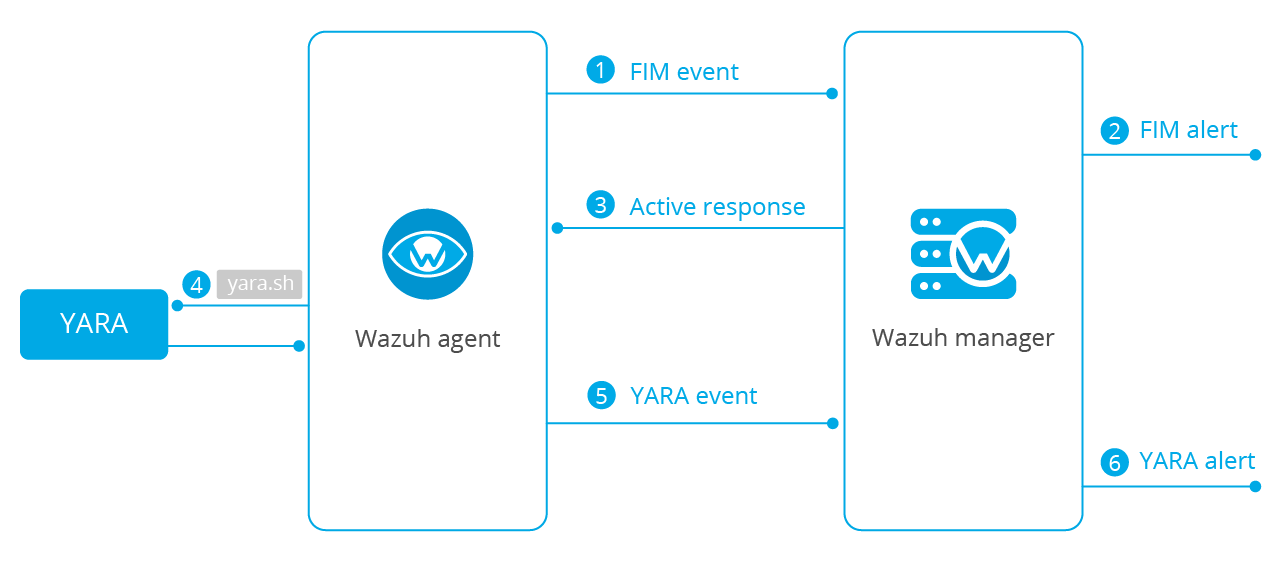 1 FIM event
2 FIM alert
3 Active response
4 yara.sh
YARA
W
Wazuh agent
W
Wazuh manager
5 YARA event
6 YARA alert